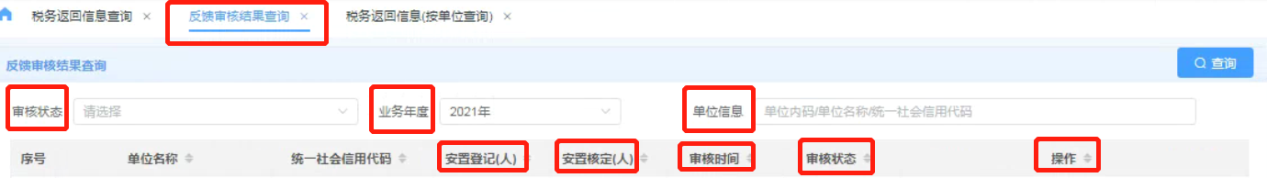 税务返回信息查询 × 反馈审核结果查询 × 税务返回信息(按单位查询) ×
反馈审核结果查询 查询
审核状态 请选择 业务年度 2021年 单位信息 单位内码/单位名称/统一社会信用代码
序号 单位名称 统一社会信用代码 安置登记(人) 安置核定(人) 审核时间 审核状态 操作